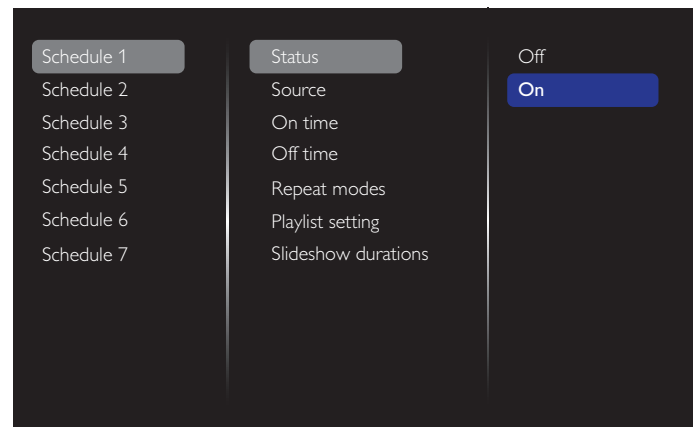 Schedule 1
Schedule 2
Schedule 3
Schedule 4
Schedule 5
Schedule 6
Schedule 7
Status
Source
On time
Off time
Repeat modes
Playlist setting
Slideshow durations
Off
On